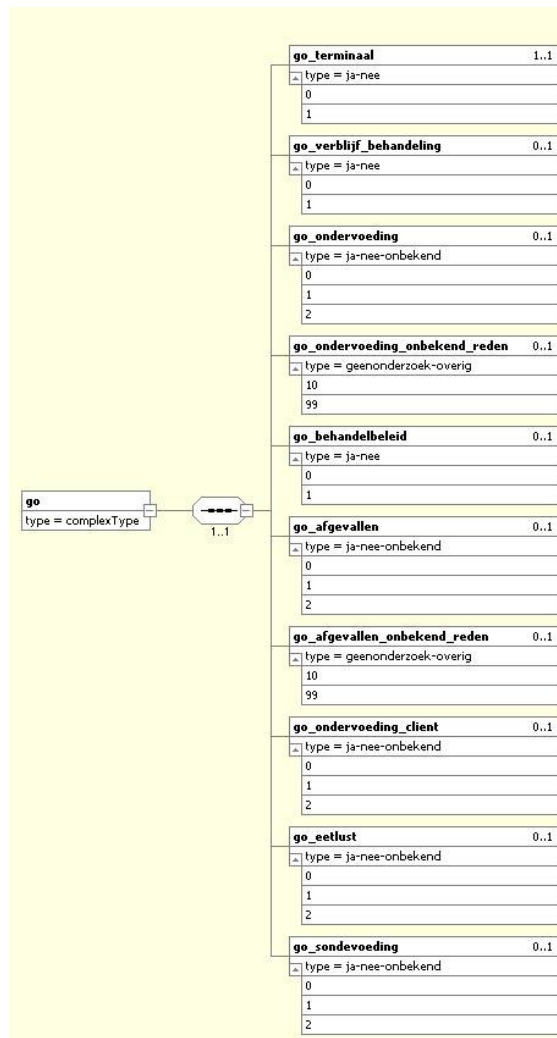 go_terminaal 1..1
type = ja-nee
0
1
go_verblijf_behandeling 0..1
type = ja-nee
0
1
go_ondervoeding 0..1
type = ja-nee-onbekend
0
1
2
go_ondervoeding_onbekend_reden 0..1
type = geenonderzoek-overig
10
99
go_behandelbeleid 0..1
type = ja-nee
0
1
go
type = complexType
1..1
go_afgevallen 0..1
type = ja-nee-onbekend
0
1
2
go_afgevallen_onbekend_reden 0..1
type = geenonderzoek-overig
10
99
go_ondervoeding_client 0..1
type = ja-nee-onbekend
0
1
2
go_eetlust 0..1
type = ja-nee-onbekend
0
1
2
go_sondevoeding 0..1
type = ja-nee-onbekend
0
1
2